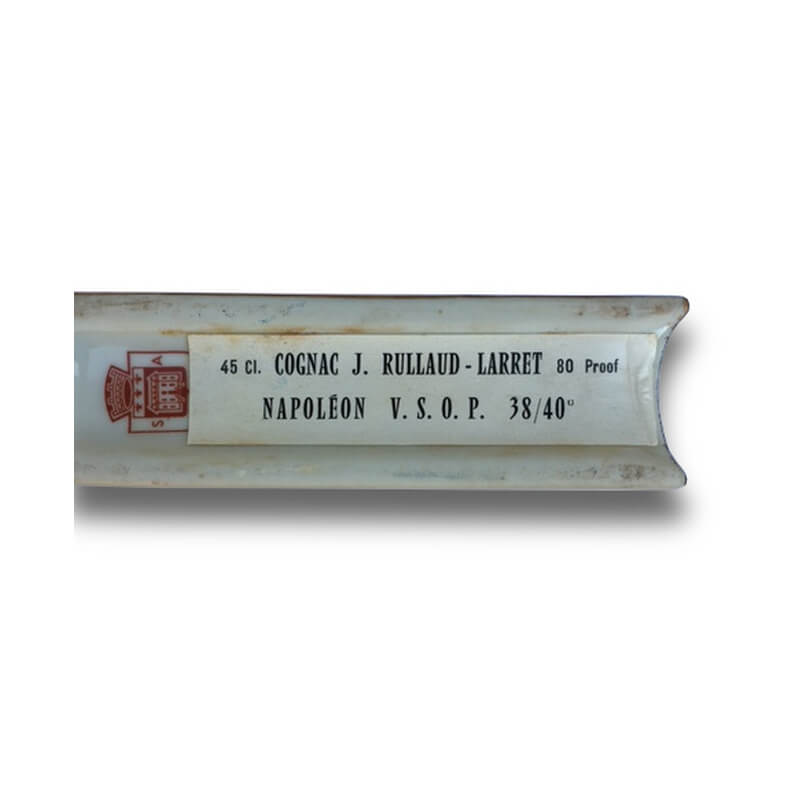 45 Cl. COGNAC J. RULLAUD-LARRET 80 Proof
NAPOLÉON V. S. O. P. 38/40°
S A